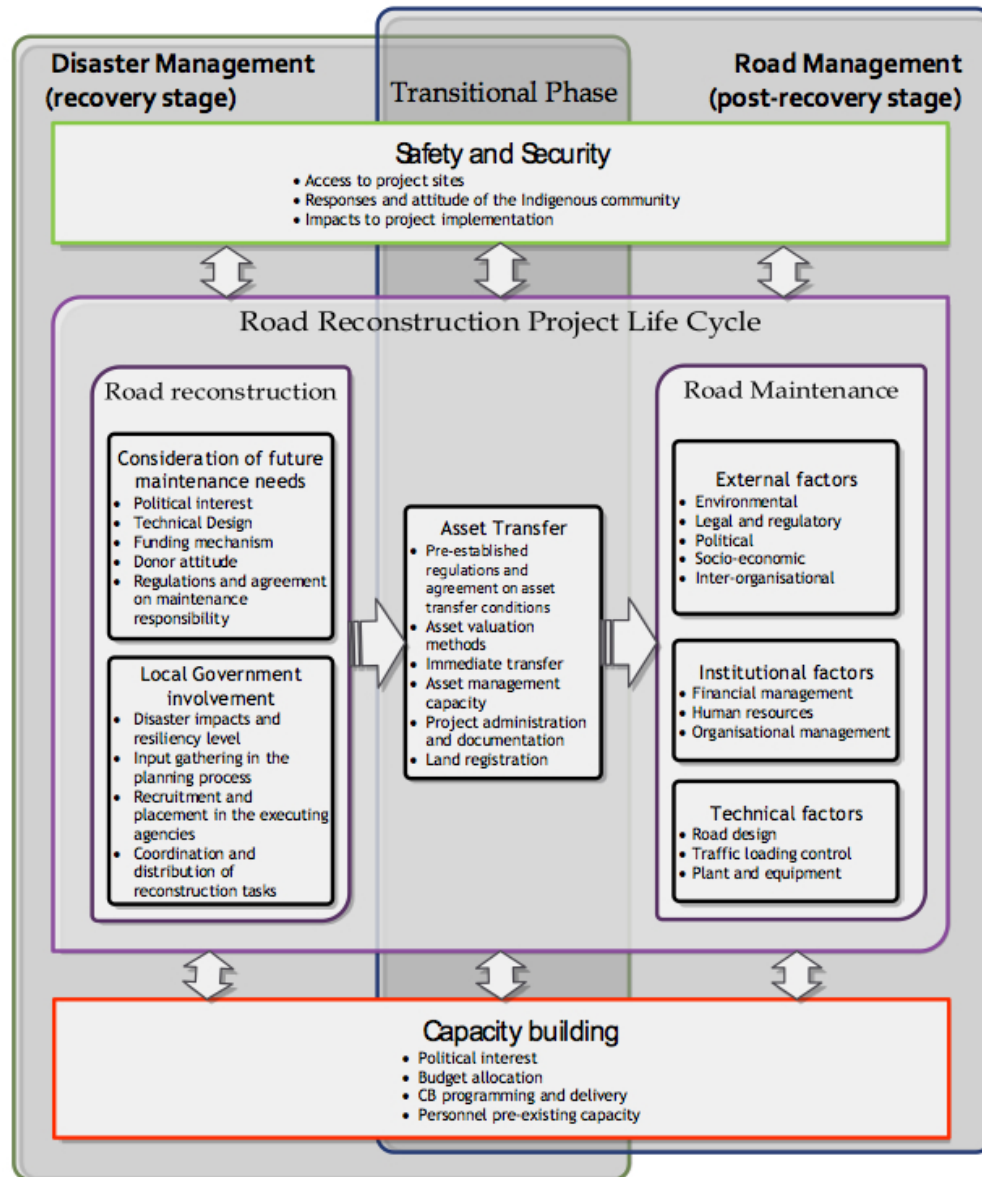 Disaster Management
(recovery stage)
Transitional Phase
Road Management
(post-recovery stage)
Safety and Security
• Access to project sites
• Responses and attitude of the Indigenous community
• Impacts to project implementation
Road Reconstruction Project Life Cycle
Road reconstruction
Consideration of future
maintenance needs
• Political interest
• Technical Design
• Funding mechanism
• Donor attitude
• Regulations and agreement
on maintenance
responsibility
Local Government
involvement
• Disaster impacts and
resiliency level
• Input gathering in the
planning process
• Recruitment and
placement in the executing
agencies
• Coordination and
distribution of
reconstruction tasks
Asset Transfer
• Pre-established
regulations and
agreement on asset
transfer conditions
• Asset valuation
methods
• Immediate transfer
• Asset management
capacity
• Project administration
and documentation
• Land registration
Road Maintenance
External factors
• Environmental
• Legal and regulatory
• Political
• Socio-economic
• Inter-organisational
Institutional factors
• Financial management
• Human resources
• Organisational management
Technical factors
• Road design
• Traffic loading control
• Plant and equipment
Capacity building
• Political interest
• Budget allocation
• CB programming and delivery
• Personnel pre-existing capacity